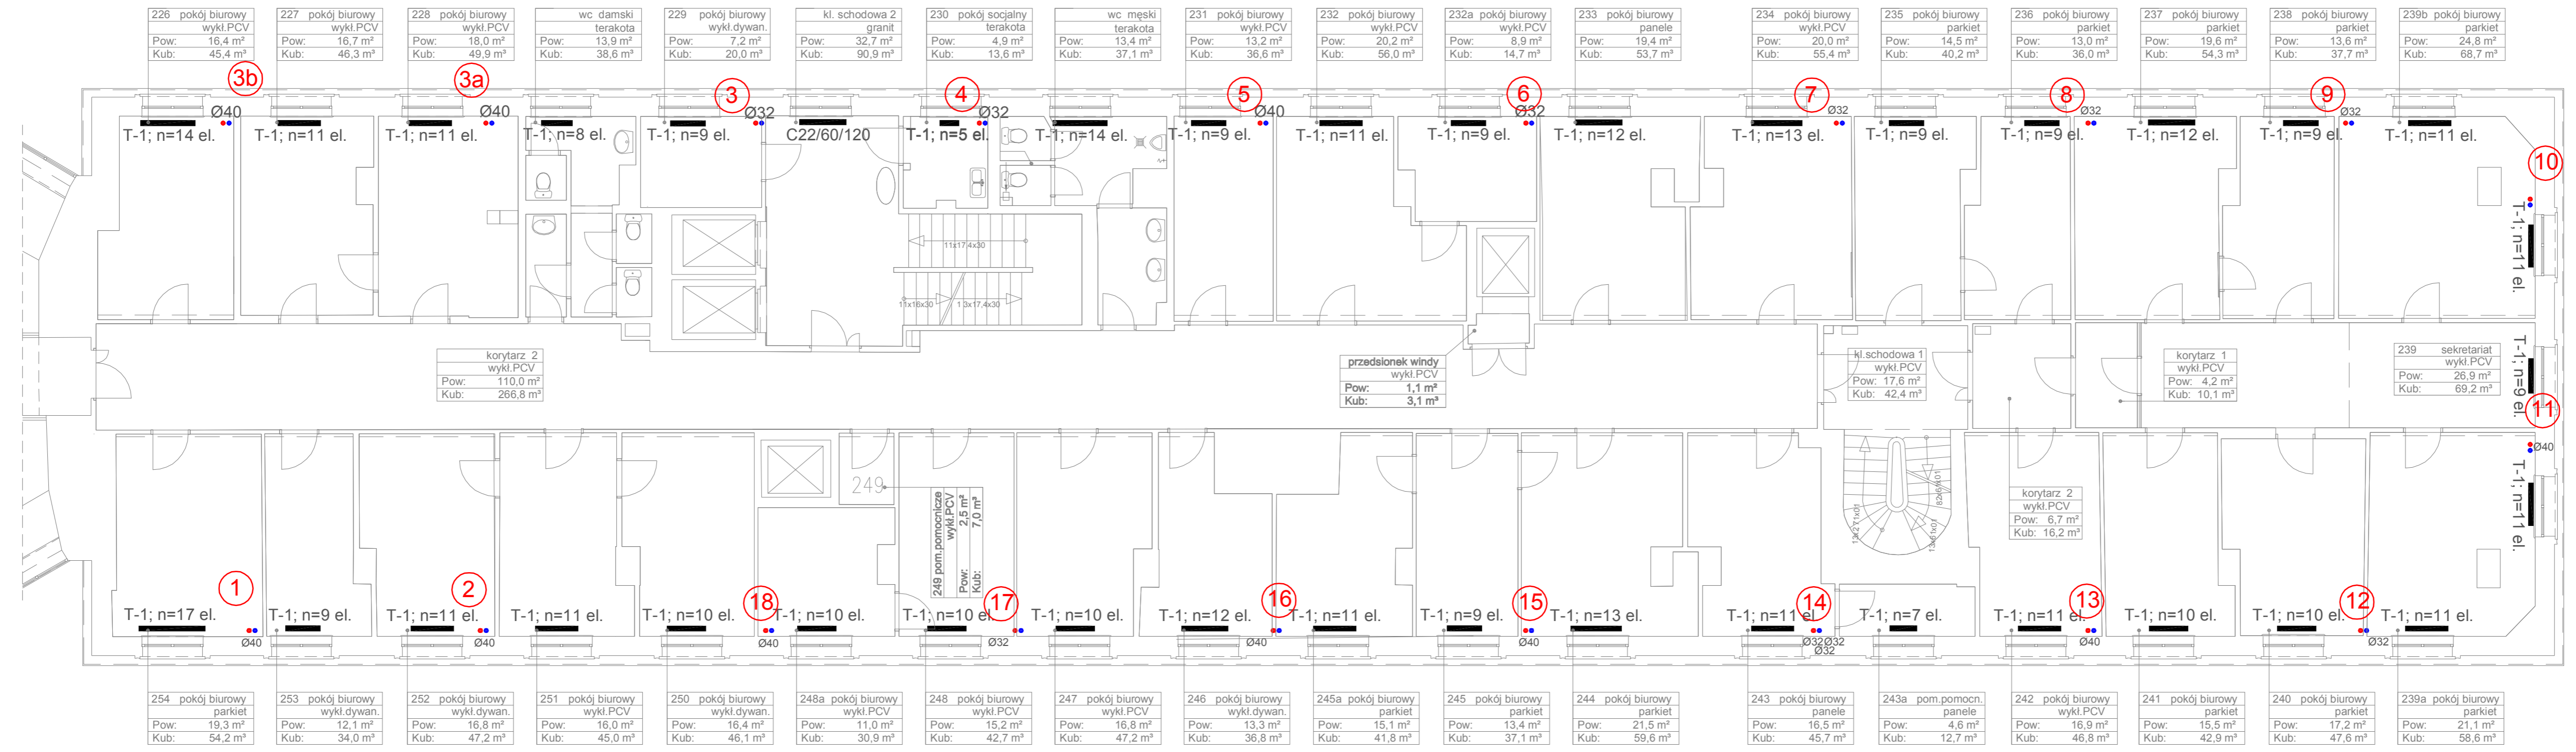 226 pokój biurowy
wykł.PCV
Pow: 16,4 m²
Kub: 45,4 m³
227 pokój biurowy
wykł.PCV
Pow: 16,7 m²
Kub: 46,3 m³
228 pokój biurowy
wykł.PCV
Pow: 18,0 m²
Kub: 49,9 m³
wc damski
terakota
Pow: 13,9 m²
Kub: 38,6 m³
229 pokój biurowy
wykł.dywan.
Pow: 7,2 m²
Kub: 20,0 m³
kl. schodowa 2
granit
Pow: 32,7 m²
Kub: 90,9 m³
230 pokój socjalny
terakota
Pow: 4,9 m²
Kub: 13,6 m³
wc męski
terakota
Pow: 13,4 m²
Kub: 37,1 m³
231 pokój biurowy
wykł.PCV
Pow: 13,2 m²
Kub: 36,6 m³
232 pokój biurowy
wykł.PCV
Pow: 20,2 m²
Kub: 56,0 m³
232a pokój biurowy
wykł.PCV
Pow: 8,9 m²
Kub: 14,7 m³
233 pokój biurowy
panele
Pow: 19,4 m²
Kub: 53,7 m³
234 pokój biurowy
wykł.PCV
Pow: 20,0 m²
Kub: 55,4 m³
235 pokój biurowy
parkiet
Pow: 14,5 m²
Kub: 40,2 m³
236 pokój biurowy
parkiet
Pow: 13,0 m²
Kub: 36,0 m³
237 pokój biurowy
parkiet
Pow: 19,6 m²
Kub: 54,3 m³
238 pokój biurowy
parkiet
Pow: 13,6 m²
Kub: 37,7 m³
239b pokój biurowy
parkiet
Pow: 24,8 m²
Kub: 68,7 m³
3b
3a
3
4
5
6
7
8
9
10
Ø40
Ø40
Ø32
Ø32
Ø40
Ø32
Ø32
Ø32
Ø32
T-1; n=14 el.
T-1; n=11 el.
T-1; n=11 el.
T-1; n=8 el.
T-1; n=9 el.
C22/60/120
T-1; n=5 el.
T-1; n=14 el.
T-1; n=9 el.
T-1; n=11 el.
T-1; n=9 el.
T-1; n=12 el.
T-1; n=13 el.
T-1; n=9 el.
T-1; n=9 el.
T-1; n=12 el.
T-1; n=9 el.
T-1; n=11 el.
T-1; n=11 el.
11x17,4x30
11x16x30
1 3x17,4x30
korytarz 2
wykł.PCV
Pow: 110,0 m²
Kub: 266,8 m³
przedsionek windy
wykł.PCV
Pow: 1,1 m²
Kub: 3,1 m³
kl.schodowa 1
wykł.PCV
Pow: 17,6 m²
Kub: 42,4 m³
korytarz 1
wykł.PCV
Pow: 4,2 m²
Kub: 10,1 m³
239 sekretariat
wykł.PCV
Pow: 26,9 m²
Kub: 69,2 m³
T-1; n=9 el.
11
Ø40
T-1; n=11 el.
249
249 pom.pomocnicze
wykł.PCV
Pow: 2,5 m²
Kub: 7,0 m³
korytarz 2
wykł.PCV
Pow: 6,7 m²
Kub: 16,2 m³
1
2
18
17
16
15
14
13
12
T-1; n=17 el.
T-1; n=9 el.
T-1; n=11 el.
T-1; n=11 el.
T-1; n=10 el.
T-1; n=10 el.
T-1; n=10 el.
T-1; n=10 el.
T-1; n=12 el.
T-1; n=11 el.
T-1; n=9 el.
T-1; n=13 el.
T-1; n=11 el.
T-1; n=7 el.
T-1; n=11 el.
T-1; n=10 el.
T-1; n=10 el.
T-1; n=11 el.
Ø40
Ø40
Ø40
Ø32
Ø40
Ø40
Ø32Ø32
Ø32
Ø40
Ø32
254 pokój biurowy
parkiet
Pow: 19,3 m²
Kub: 54,2 m³
253 pokój biurowy
wykł.dywan.
Pow: 12,1 m²
Kub: 34,0 m³
252 pokój biurowy
wykł.dywan.
Pow: 16,8 m²
Kub: 47,2 m³
251 pokój biurowy
wykł.PCV
Pow: 16,0 m²
Kub: 45,0 m³
250 pokój biurowy
wykł.dywan.
Pow: 16,4 m²
Kub: 46,1 m³
248a pokój biurowy
wykł.PCV
Pow: 11,0 m²
Kub: 30,9 m³
248 pokój biurowy
wykł.PCV
Pow: 15,2 m²
Kub: 42,7 m³
247 pokój biurowy
wykł.PCV
Pow: 16,8 m²
Kub: 47,2 m³
246 pokój biurowy
wykł.dywan.
Pow: 13,3 m²
Kub: 36,8 m³
245a pokój biurowy
parkiet
Pow: 15,1 m²
Kub: 41,8 m³
245 pokój biurowy
parkiet
Pow: 13,4 m²
Kub: 37,1 m³
244 pokój biurowy
parkiet
Pow: 21,5 m²
Kub: 59,6 m³
243 pokój biurowy
panele
Pow: 16,5 m²
Kub: 45,7 m³
243a pom.pomocn.
panele
Pow: 4,6 m²
Kub: 12,7 m³
242 pokój biurowy
wykł.PCV
Pow: 16,9 m²
Kub: 46,8 m³
241 pokój biurowy
parkiet
Pow: 15,5 m²
Kub: 42,9 m³
240 pokój biurowy
parkiet
Pow: 17,2 m²
Kub: 47,6 m³
239a pokój biurowy
parkiet
Pow: 21,1 m²
Kub: 58,6 m³